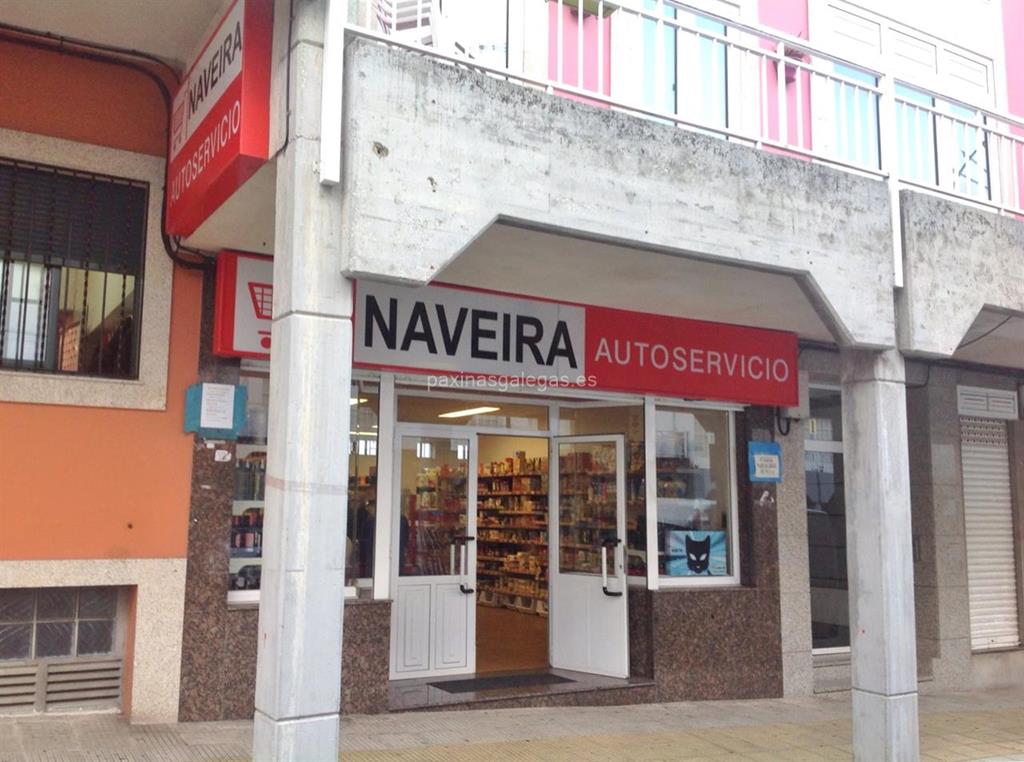 NAVEIRA
AUTOSERVICIO
NAVEIRA AUTOSERVICIO
paxinasgalegas.es